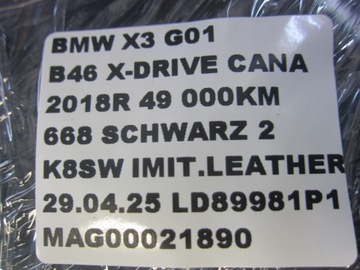 BMW X3 G01
B46 X-DRIVE CANA
2018R 49 000KM
668 SCHWARZ 2
K8SW IMIT.LEATHER
29.04.25 LD89981P1
MAG00021890